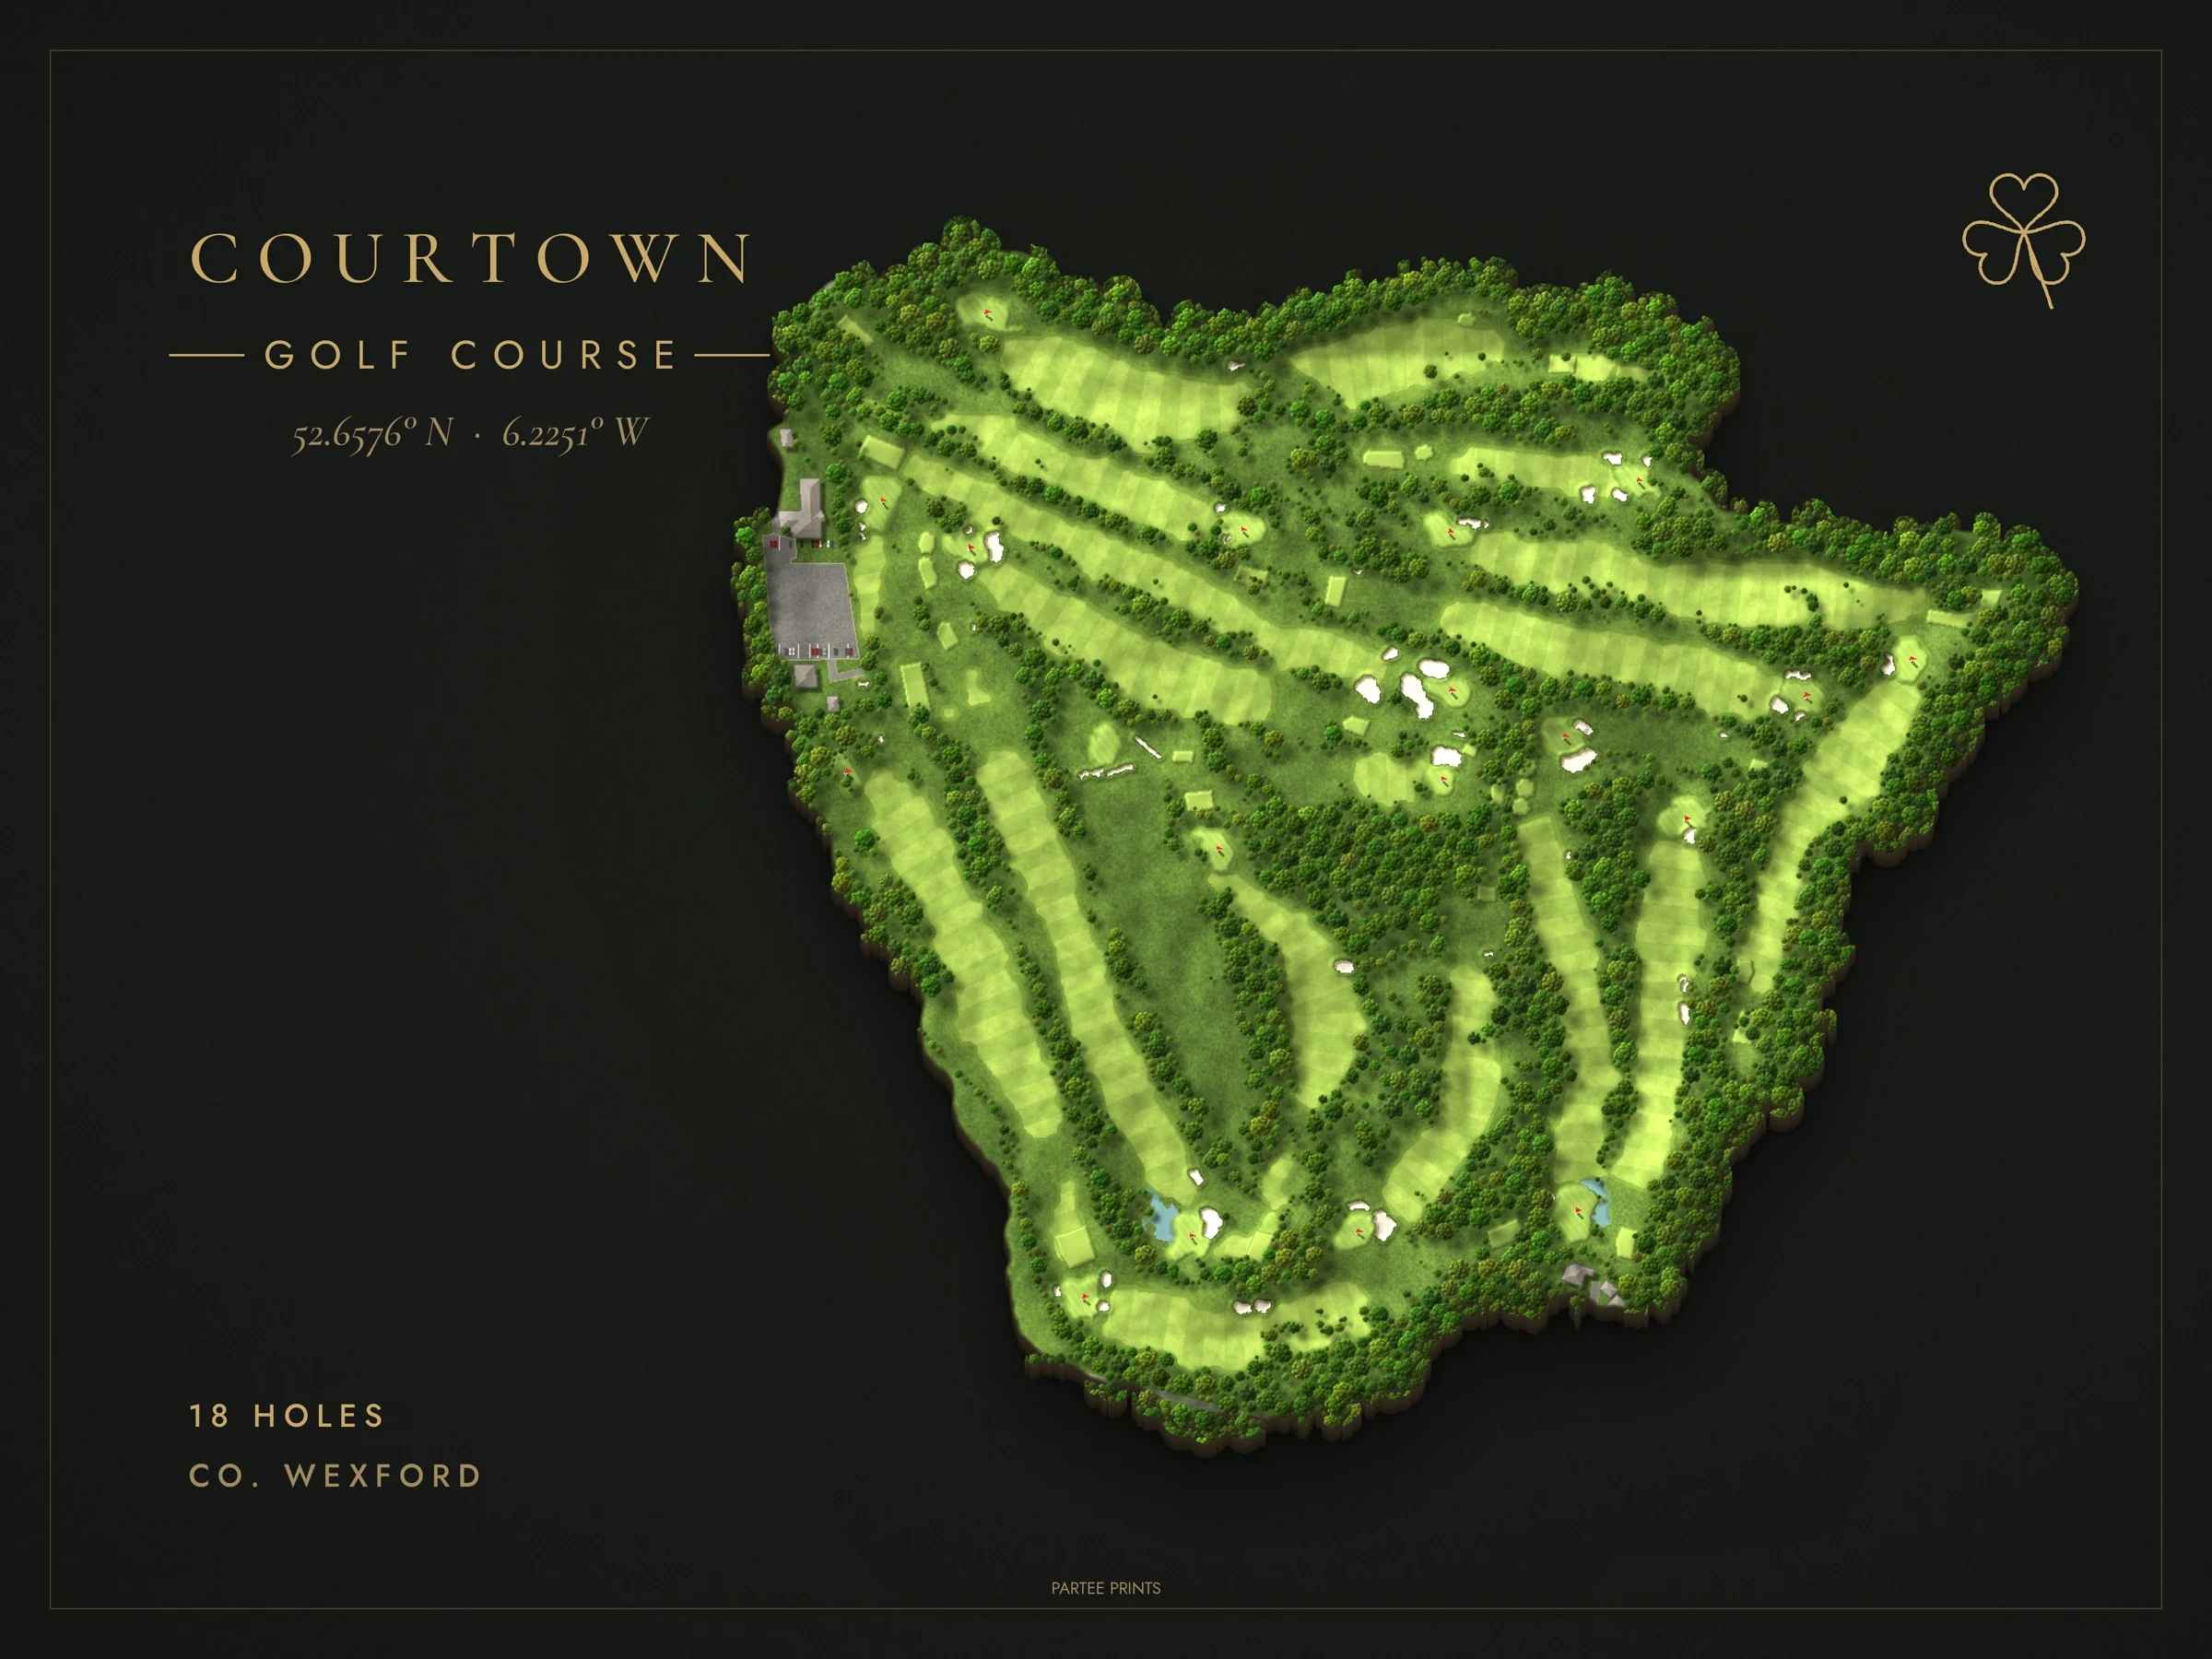 COURTOWN
GOLF COURSE
52.6576° N · 6.2251° W
18 HOLES
CO. WEXFORD
PARTEE PRINTS